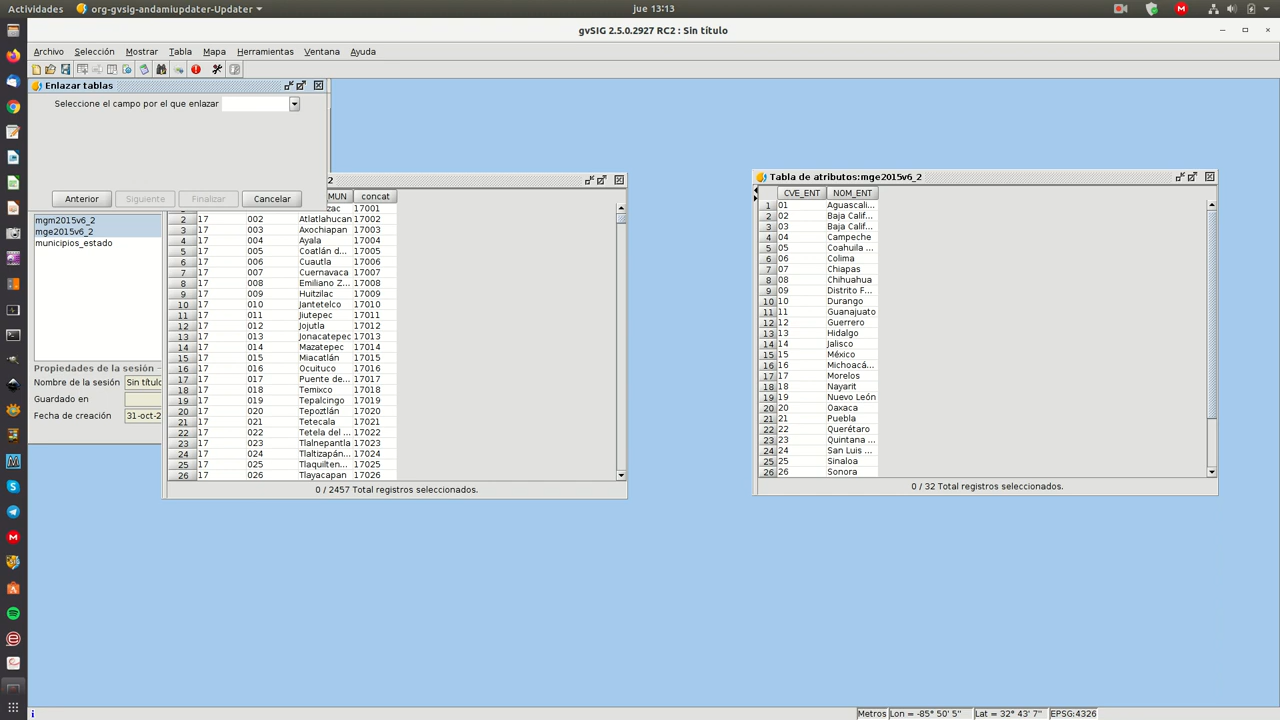 Actividades org-gvsig-andamiupdater-Updater jue 13:13
gvSIG 2.5.0.2927 RC2 : Sin titulo
Archivo Selección Mostrar Tabla Mapa Herramientas Ventana Ayuda
Enlazar tablas
Seleccione el campo por el que enlazar
Anterior Siguiente Finalizar Cancelar
mgm2015v6_2
mge2015v6_2
municipios_estado
Propiedades de la sesión
Nombre de la sesión Sin títul
Guardado en
Fecha de creación 31-oct-2
2
MUN concat
zac 17001
2 17 002 Atlatlahucan 17002
3 17 003 Axochiapan 17003
4 17 004 Ayala 17004
5 17 005 Coatlán d... 17005
6 17 006 Cuautla 17006
7 17 007 Cuernavaca 17007
8 17 008 Emiliano Z... 17008
9 17 009 Huitzilac 17009
10 17 010 Jantetelco 17010
11 17 011 Jiutepec 17011
12 17 012 Jojutla 17012
13 17 013 Jonacatepec 17013
14 17 014 Mazatepec 17014
15 17 015 Miacatlán 17015
16 17 016 Ocuituco 17016
17 17 017 Puente de... 17017
18 17 018 Temixco 17018
19 17 019 Tepalcingo 17019
20 17 020 Tepoztlán 17020
21 17 021 Tetecala 17021
22 17 022 Tetela del ... 17022
23 17 023 Tlalnepantla 17023
24 17 024 Tlaltizapán... 17024
25 17 025 Tlaquilten... 17025
26 17 026 Tlayacapan 17026
0 / 2457 Total registros seleccionados.
Tabla de atributos:mge2015v6_2
CVE_ENT NOM_ENT
1 01 Aguascali...
2 02 Baja Calif...
3 03 Baja Calif...
4 04 Campeche
5 05 Coahuila ...
6 06 Colima
7 07 Chiapas
8 08 Chihuahua
9 09 Distrito F...
10 10 Durango
11 11 Guanajuato
12 12 Guerrero
13 13 Hidalgo
14 14 Jalisco
15 15 México
16 16 Michoacá...
17 17 Morelos
18 18 Nayarit
19 19 Nuevo León
20 20 Oaxaca
21 21 Puebla
22 22 Querétaro
23 23 Quintana ...
24 24 San Luis ...
25 25 Sinaloa
26 26 Sonora
0 / 32 Total registros seleccionados.
Metros Lon = -85° 50' 5'' Lat = 32° 43' 7'' EPSG:4326